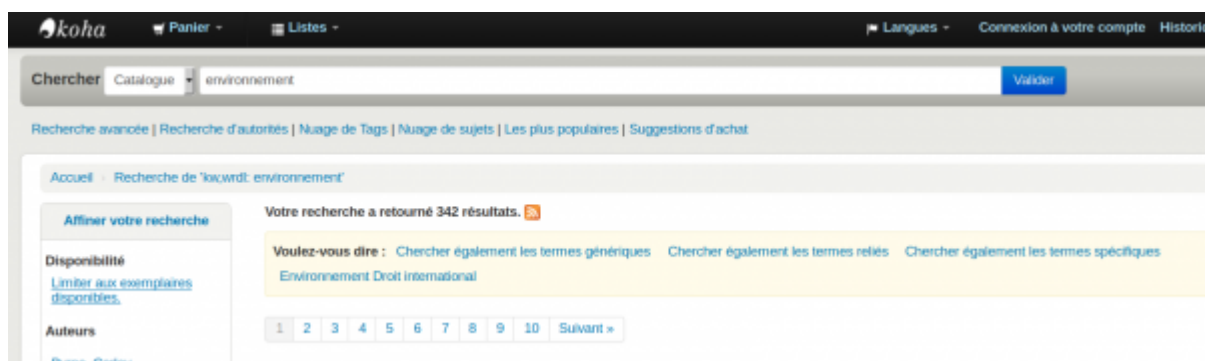 koha Panier Listes Langues Connexion à votre compte Histori
Chercher Catalogue environnement Valider
Recherche avancée | Recherche d'autorités | Nuage de Tags | Nuage de sujets | Les plus populaires | Suggestions d'achat
Accueil Recherche de 'kw,wrdl: environnement'
Affiner votre recherche
Votre recherche a retourné 342 résultats.
Voulez-vous dire : Chercher également les termes génériques Chercher également les termes reliés Chercher également les termes spécifiques
Environnement Droit international
Disponibilité
Limiter aux exemplaires
disponibles.
1 2 3 4 5 6 7 8 9 10 Suivant »
Auteurs